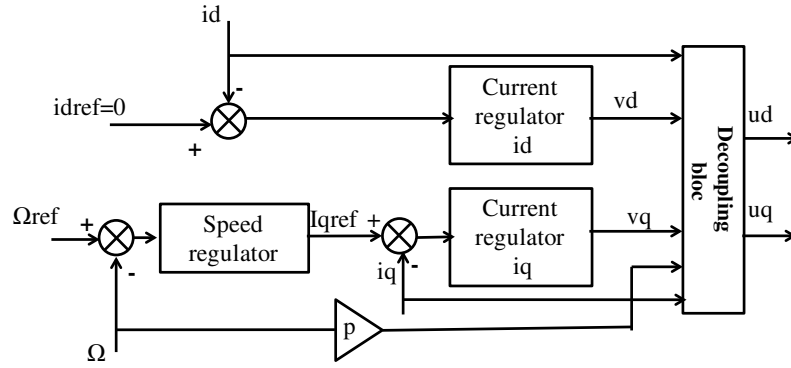 id
-
idref=0
+
Current
regulator
id
vd
Decoupling
bloc
ud
Ωref
+
-
Speed
regulator
Iqref
+
-
iq
Current
regulator
iq
vq
uq
Ω
p